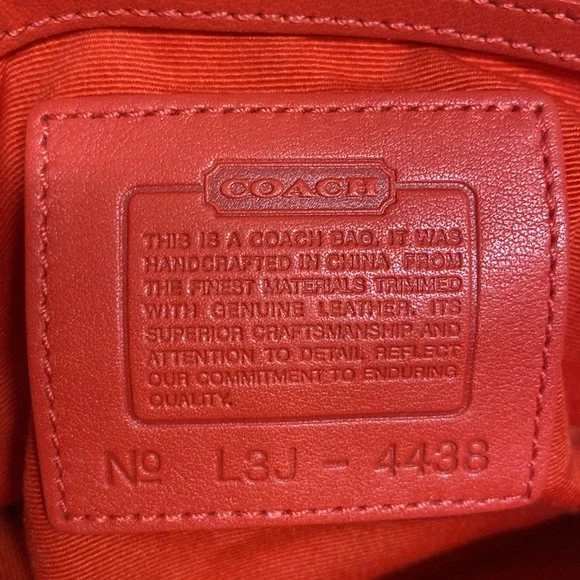 COACH
THIS IS A COACH BAG. IT WAS
HANDCRAFTED IN CHINA FROM
THE FINEST MATERIALS TRIMMED
WITH GENUINE LEATHER. ITS
SUPERIOR CRAFTSMANSHIP AND
ATTENTION TO DETAIL REFLECT
OUR COMMITMENT TO ENDURING
QUALITY.
Nº L3J - 4438